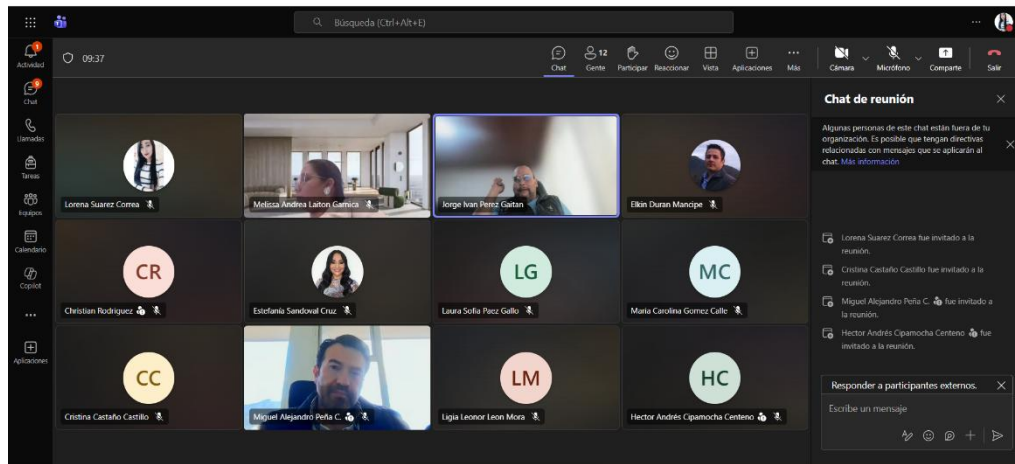 Búsqueda (Ctrl+Alt+E)
Actividad
Chat
Llamadas
Tareas
Equipos
Calendario
Copilot
Aplicaciones
09:37
Chat
12
Gente
Participar
Reaccionar
Vista
Aplicaciones
Más
Cámara
Micrófono
Comparte
Salir
Lorena Suarez Correa
Melissa Andrea Laiton Garnica
Jorge Ivan Perez Gaitan
Elkin Duran Mancipe
CR
Christian Rodriguez
Estefanía Sandoval Cruz
LG
Laura Sofia Paez Gallo
MC
Maria Carolina Gomez Calle
CC
Cristina Castaño Castillo
Miguel Alejandro Peña C.
LM
Ligia Leonor Leon Mora
HC
Hector Andrés Cipamocha Centeno
Chat de reunión
Algunas personas de este chat están fuera de tu
organización. Es posible que tengan directivas
relacionadas con mensajes que se aplicarán al
chat. Más información
Lorena Suarez Correa fue invitado a la
reunión.
Cristina Castaño Castillo fue invitado a la
reunión.
Miguel Alejandro Peña C. fue invitado a
la reunión.
Hector Andrés Cipamocha Centeno fue
invitado a la reunión.
Responder a participantes externos.
Escribe un mensaje